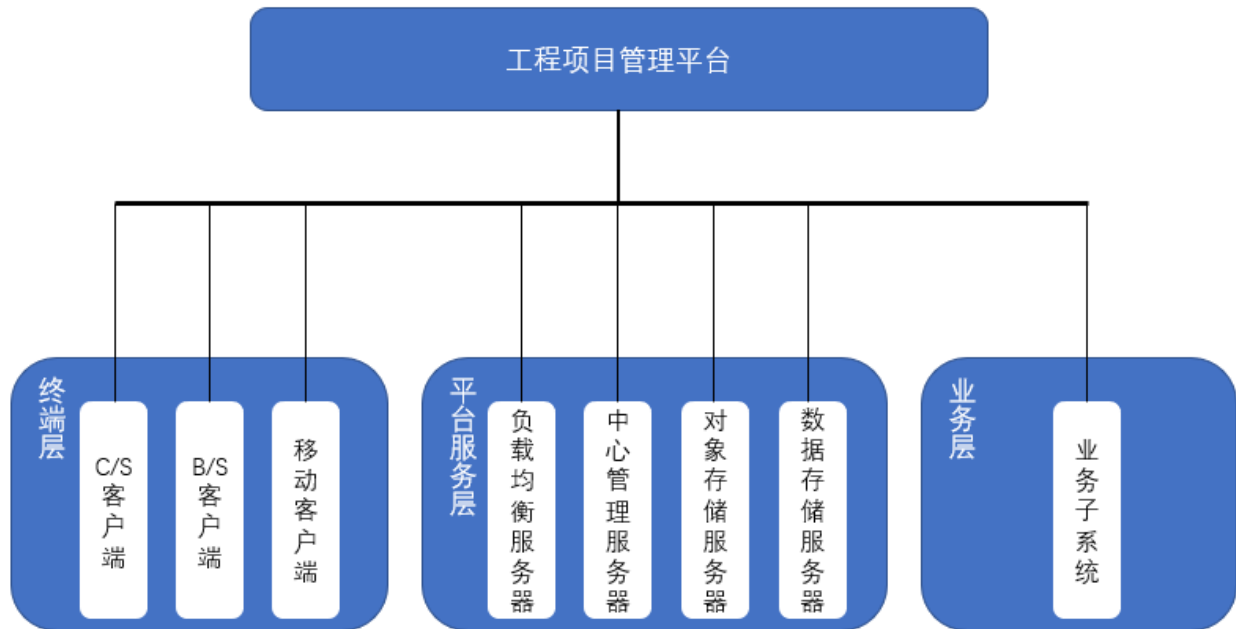 工程项目管理平台
终端层
C/S客户端
B/S客户端
移动客户端
平台服务层
负载均衡服务器
中心管理服务器
对象存储服务器
数据存储服务器
业务层
业务子系统